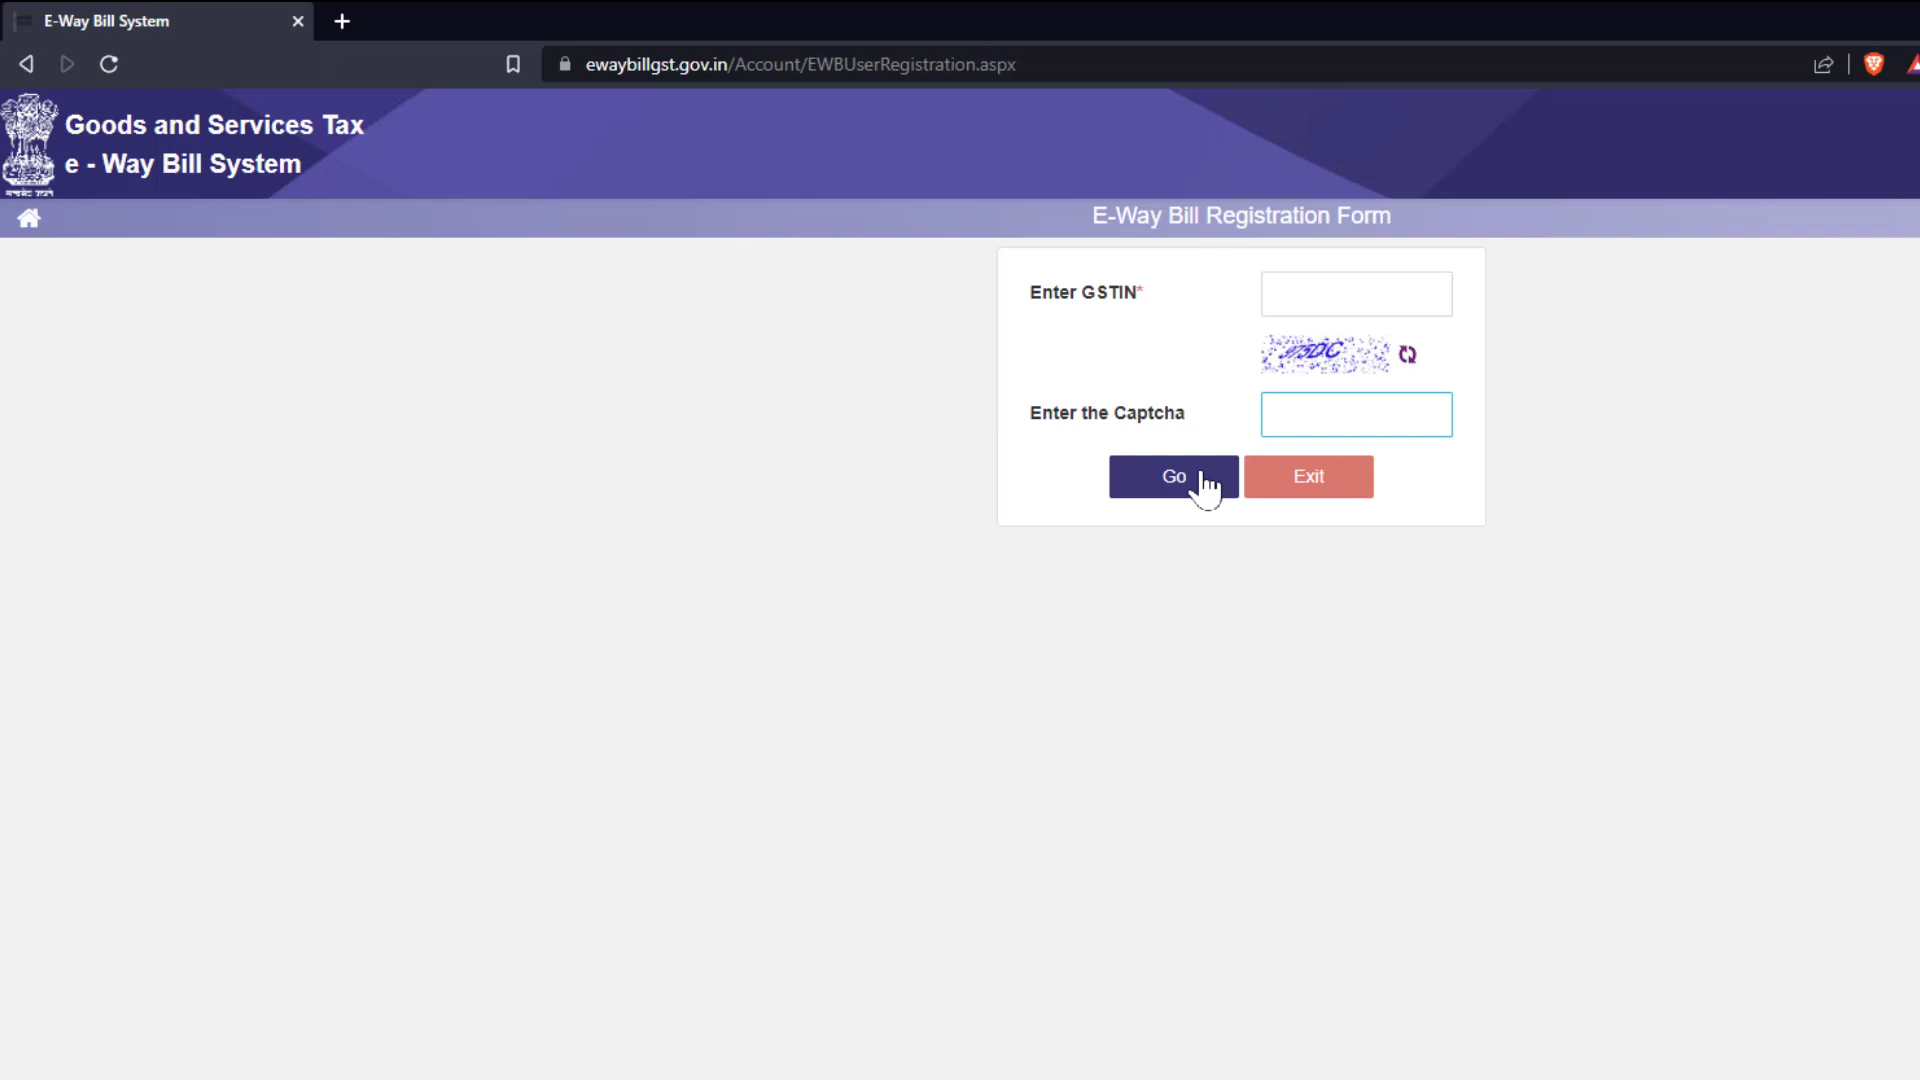 E-Way Bill System
ewaybillgst.gov.in/Account/EWBUserRegistration.aspx
Goods and Services Tax
e - Way Bill System
E-Way Bill Registration Form
Enter GSTIN*
Enter the Captcha
Go
Exit